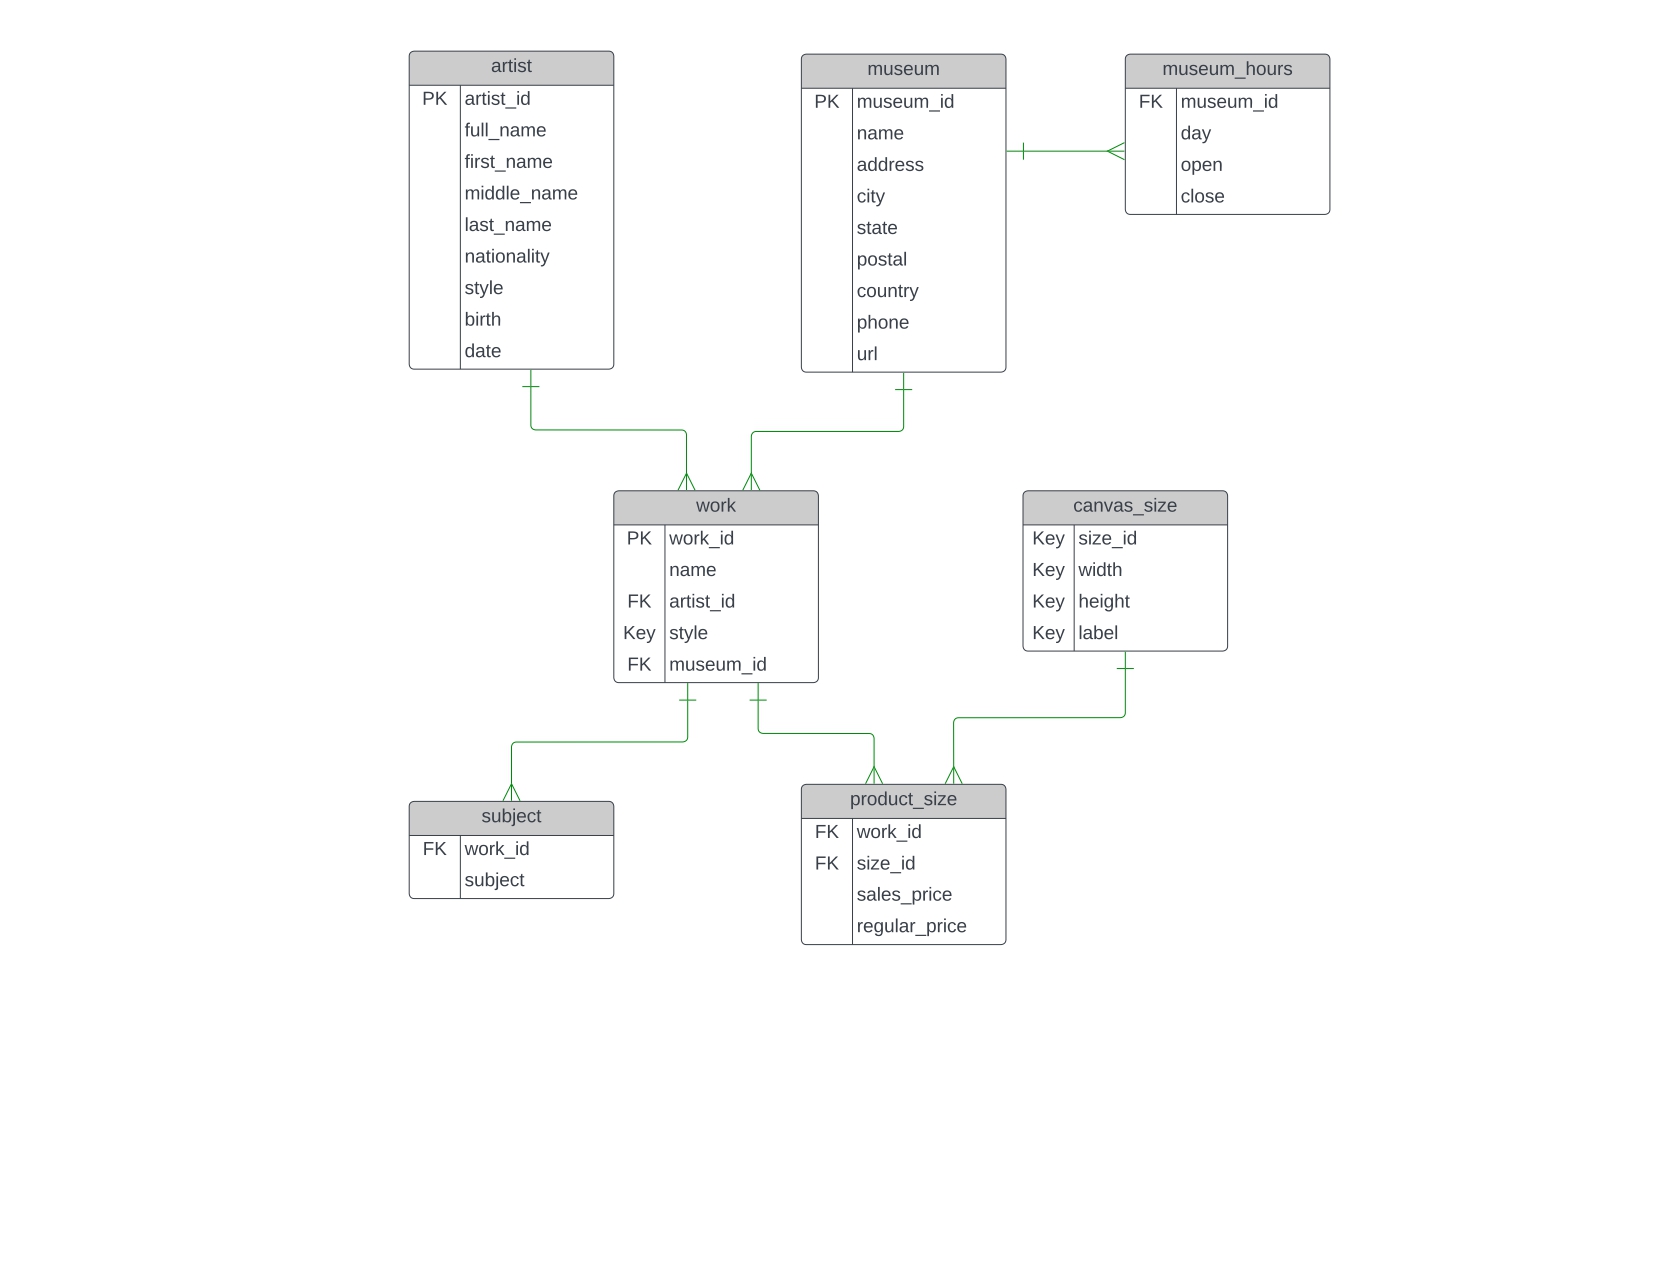 artist
PK artist_id
full_name
first_name
middle_name
last_name
nationality
style
birth
date
museum
PK museum_id
name
address
city
state
postal
country
phone
url
museum_hours
FK museum_id
day
open
close
work
PK work_id
name
FK artist_id
Key style
FK museum_id
canvas_size
Key size_id
Key width
Key height
Key label
subject
FK work_id
subject
product_size
FK work_id
FK size_id
sales_price
regular_price